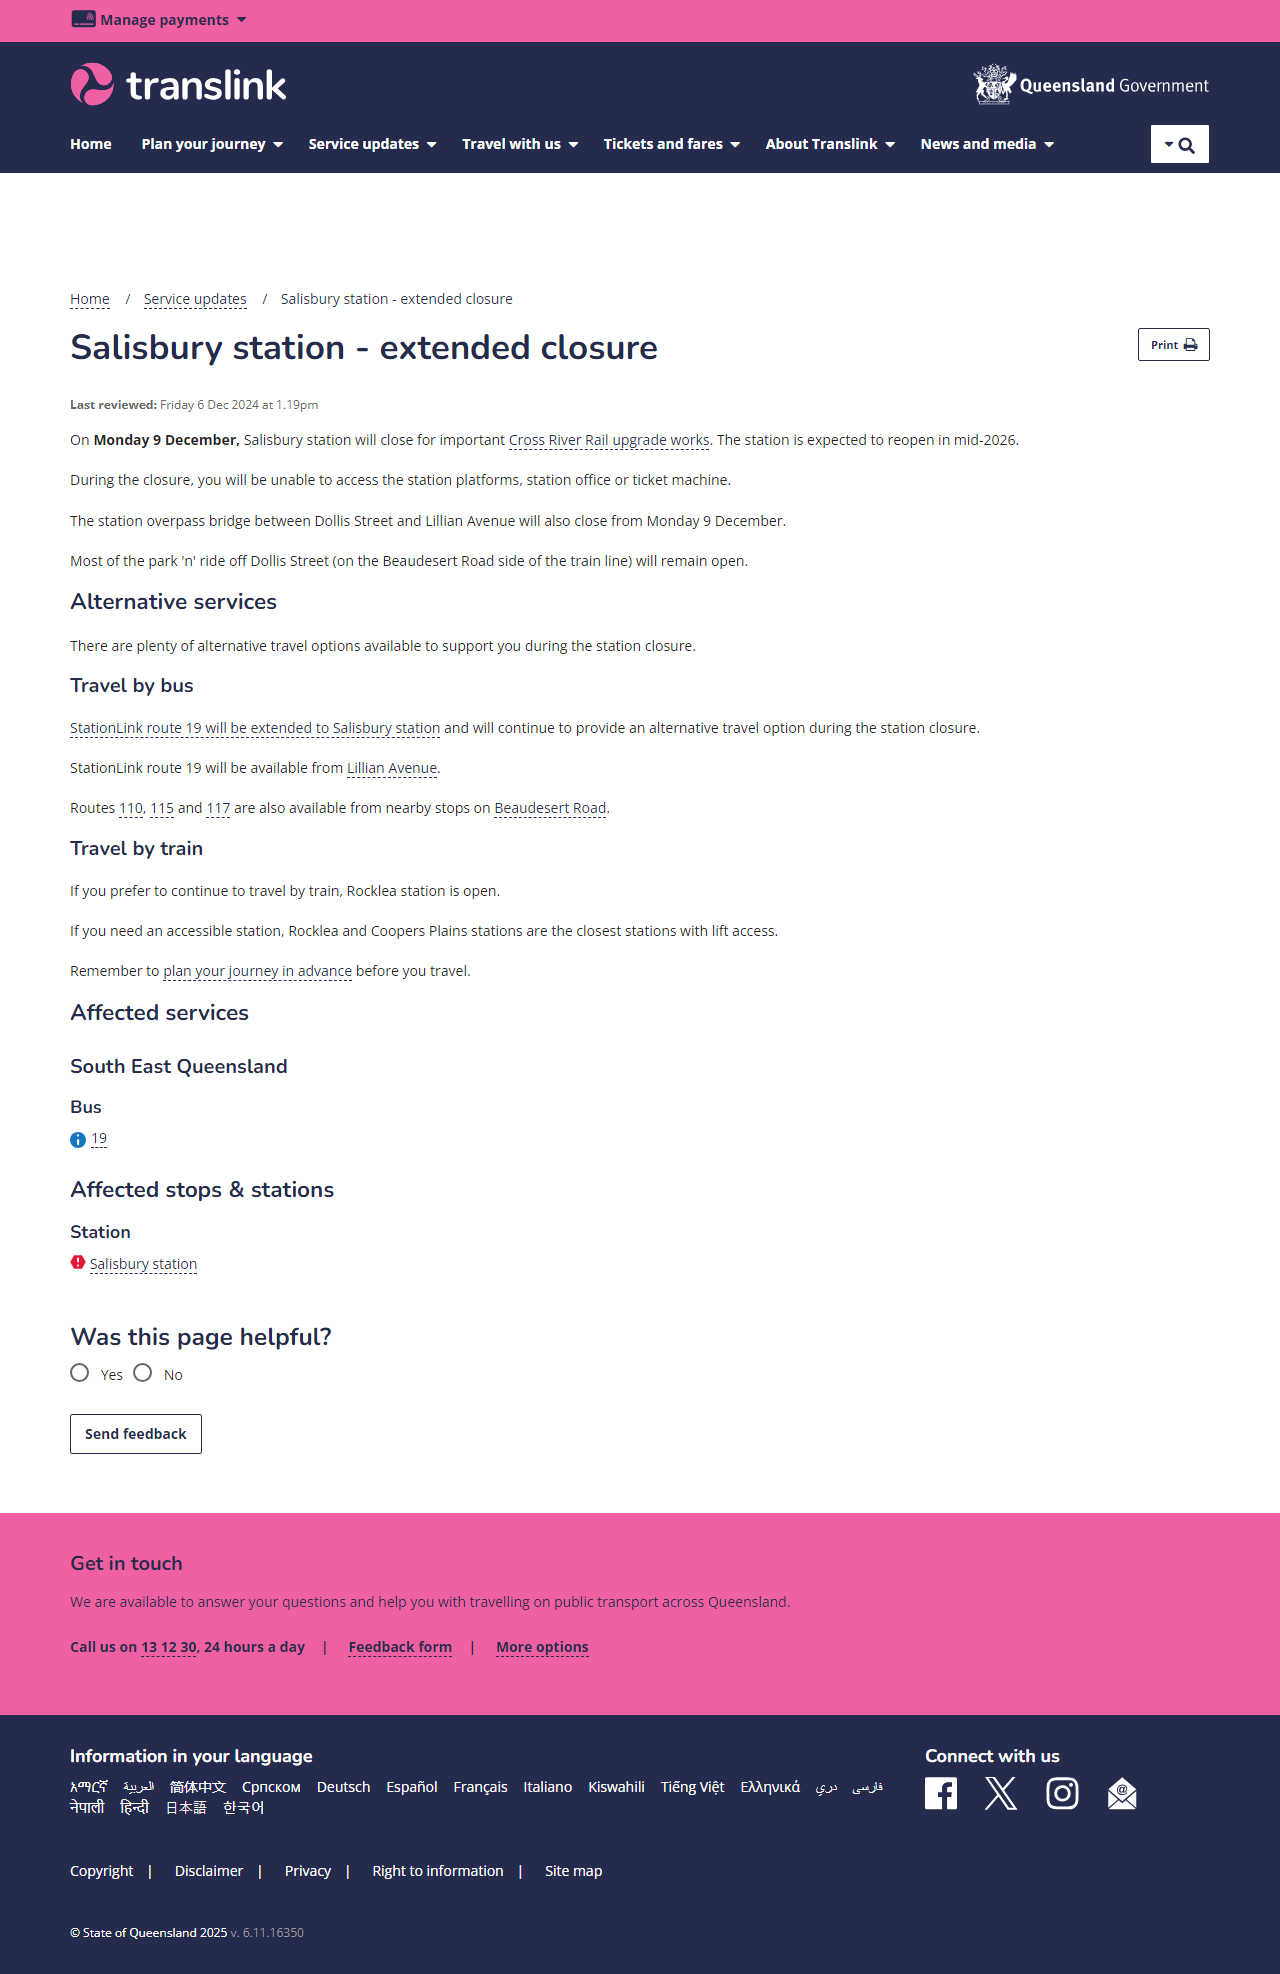 Manage payments
translink
Queensland Government
Home Plan your journey Service updates Travel with us Tickets and fares About Translink News and media
Home / Service updates / Salisbury station - extended closure
Salisbury station - extended closure
Print
Last reviewed: Friday 6 Dec 2024 at 1.19pm
On Monday 9 December, Salisbury station will close for important Cross River Rail upgrade works. The station is expected to reopen in mid-2026.
During the closure, you will be unable to access the station platforms, station office or ticket machine.
The station overpass bridge between Dollis Street and Lillian Avenue will also close from Monday 9 December.
Most of the park 'n' ride off Dollis Street (on the Beaudesert Road side of the train line) will remain open.
Alternative services
There are plenty of alternative travel options available to support you during the station closure.
Travel by bus
StationLink route 19 will be extended to Salisbury station and will continue to provide an alternative travel option during the station closure.
StationLink route 19 will be available from Lillian Avenue.
Routes 110, 115 and 117 are also available from nearby stops on Beaudesert Road.
Travel by train
If you prefer to continue to travel by train, Rocklea station is open.
If you need an accessible station, Rocklea and Coopers Plains stations are the closest stations with lift access.
Remember to plan your journey in advance before you travel.
Affected services
South East Queensland
Bus
19
Affected stops & stations
Station
Salisbury station
Was this page helpful?
Yes No
Send feedback
Get in touch
We are available to answer your questions and help you with travelling on public transport across Queensland.
Call us on 13 12 30, 24 hours a day | Feedback form | More options
Information in your language
አማርኛ العربية 简体中文 Српском Deutsch Español Français Italiano Kiswahili Tiếng Việt Ελληνικά دري فارسی
नेपाली हिन्दी 日本語 한국어
Connect with us
Copyright | Disclaimer | Privacy | Right to information | Site map
© State of Queensland 2025 v. 6.11.16350